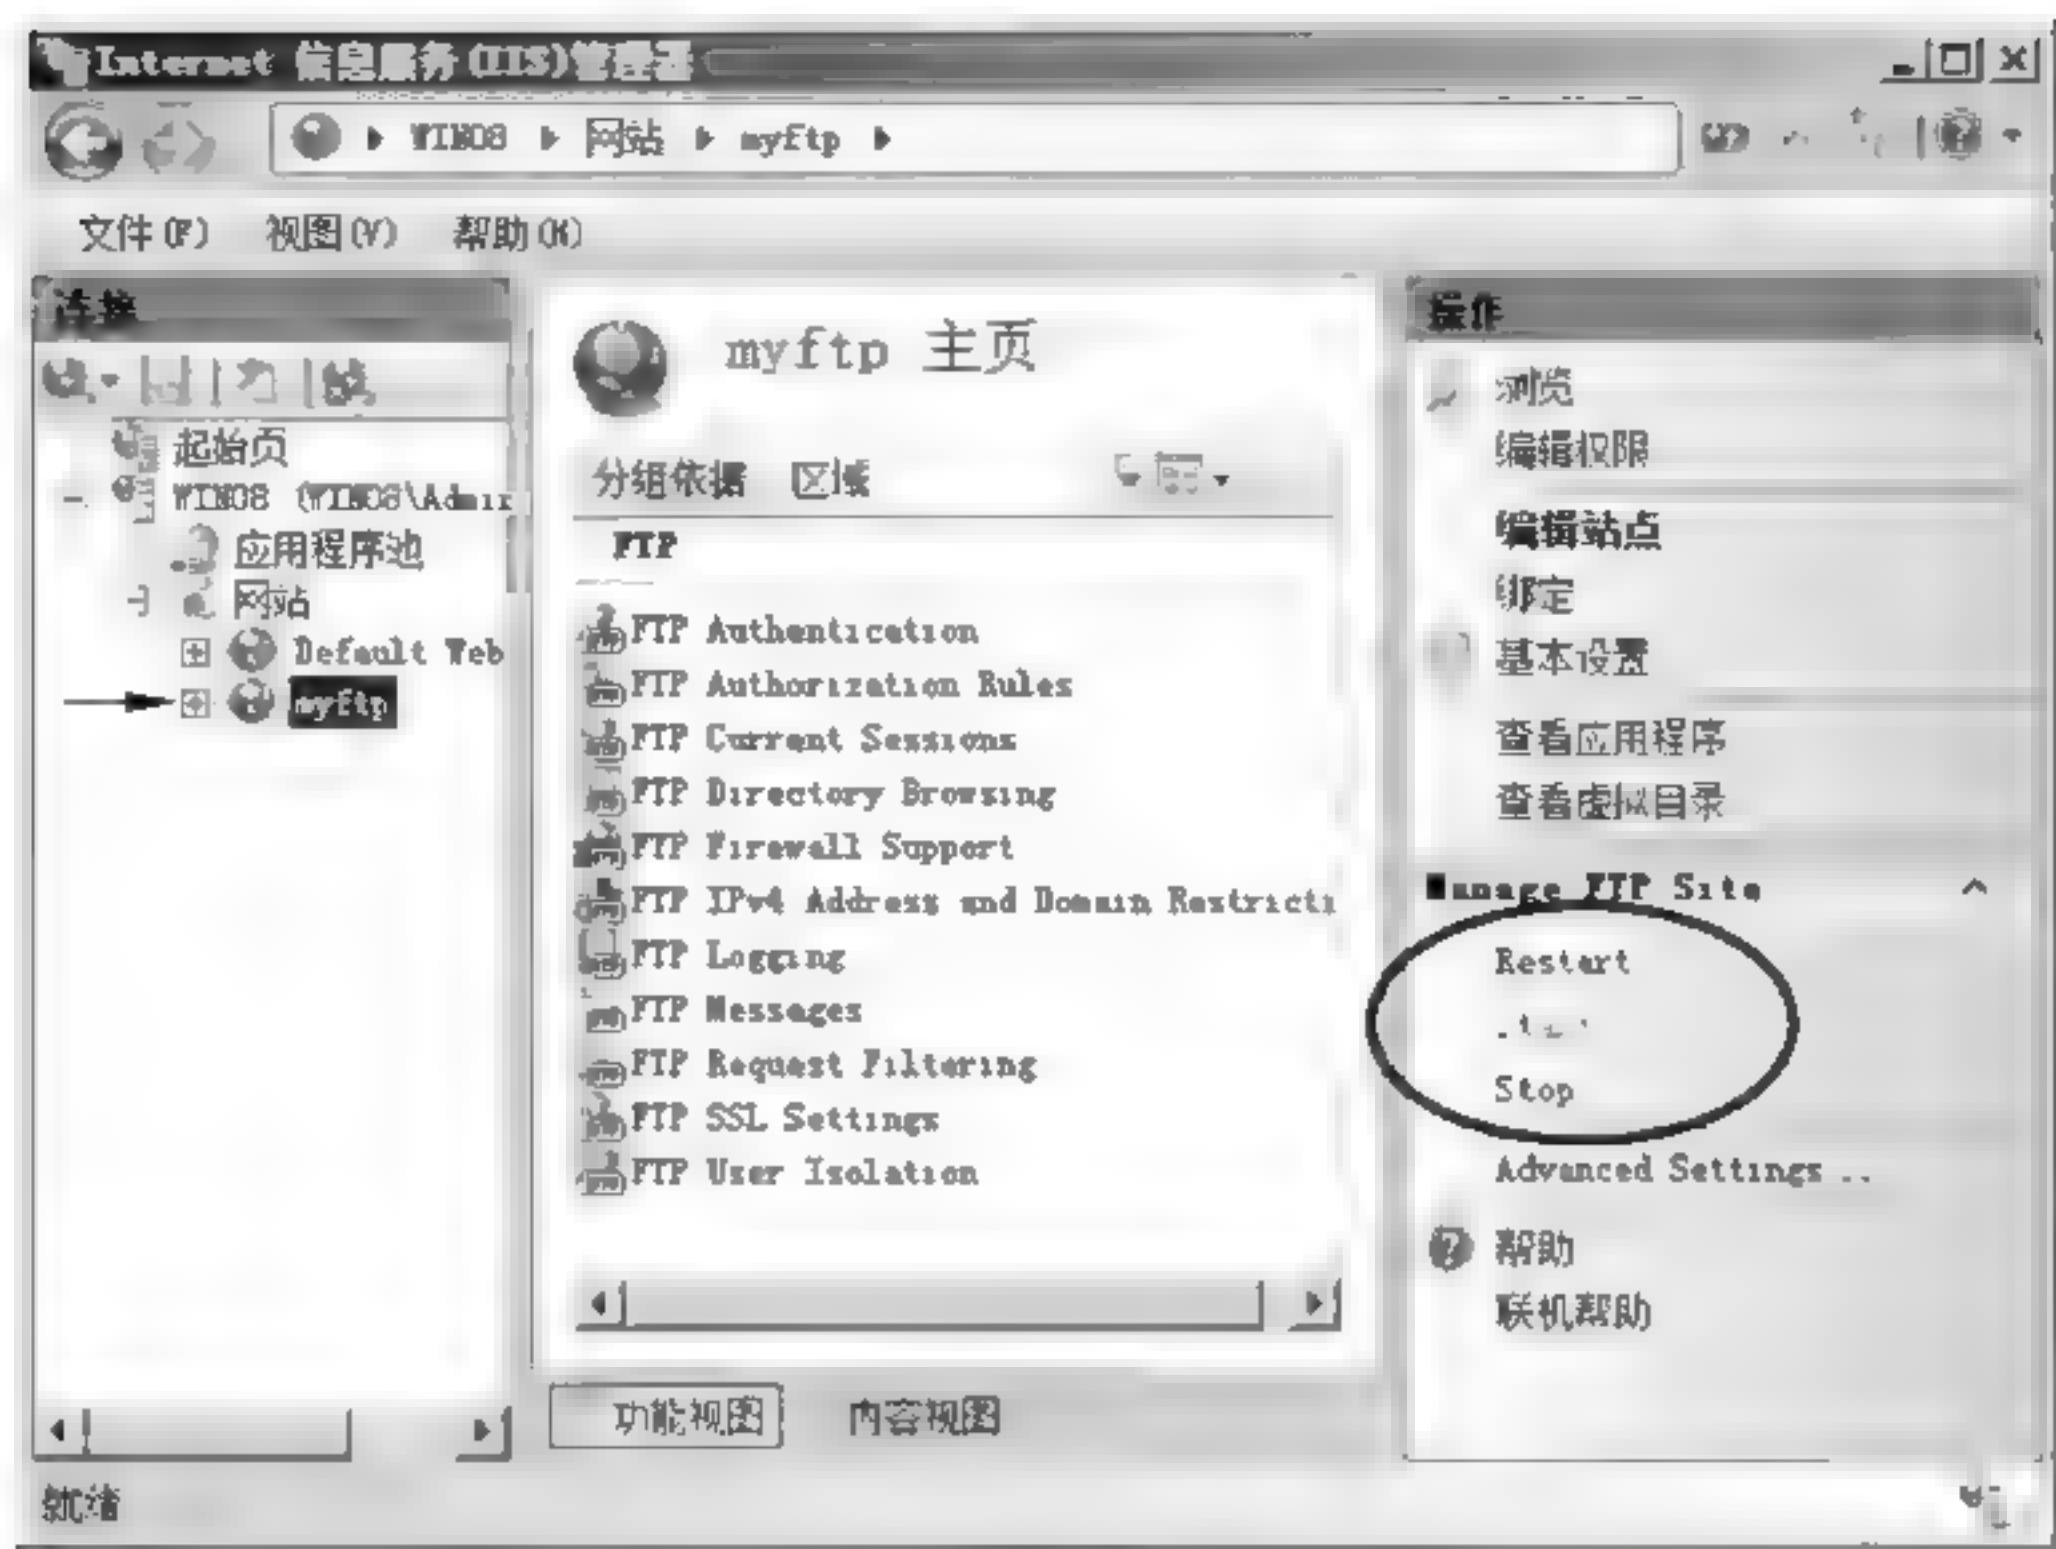 Internet 信息服务(IIS)管理器
WIN08 网站 myftp
文件(F) 视图(V) 帮助(H)
连接
起始页
WIN08 (WIN08\Admir
应用程序池
网站
Default Web
myftp
myftp 主页
分组依据 区域
FTP
FTP Authentication
FTP Authorization Rules
FTP Current Sessions
FTP Directory Browsing
FTP Firewall Support
FTP IPv4 Address and Domain Restricti
FTP Logging
FTP Messages
FTP Request Filtering
FTP SSL Settings
FTP User Isolation
功能视图 内容视图
操作
浏览
编辑权限
编辑站点
绑定
基本设置
查看应用程序
查看虚拟目录
Manage FTP Site
Restart
Stop
Advanced Settings ..
帮助
联机帮助
就绪